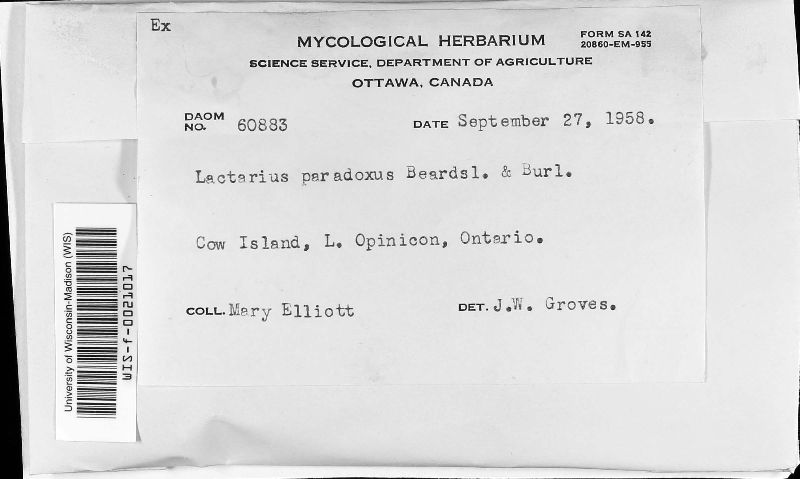 Ex
MYCOLOGICAL HERBARIUM
FORM SA 142
20860-EM-955
SCIENCE SERVICE, DEPARTMENT OF AGRICULTURE
OTTAWA, CANADA
DAOM NO. 60883
DATE September 27, 1958.
Lactarius paradoxus Beardsl. & Burl.
Cow Island, L. Opinicon, Ontario.
COLL. Mary Elliott
DET. J.W. Groves.
University of Wisconsin-Madison (WIS)
WIS-f-0021017